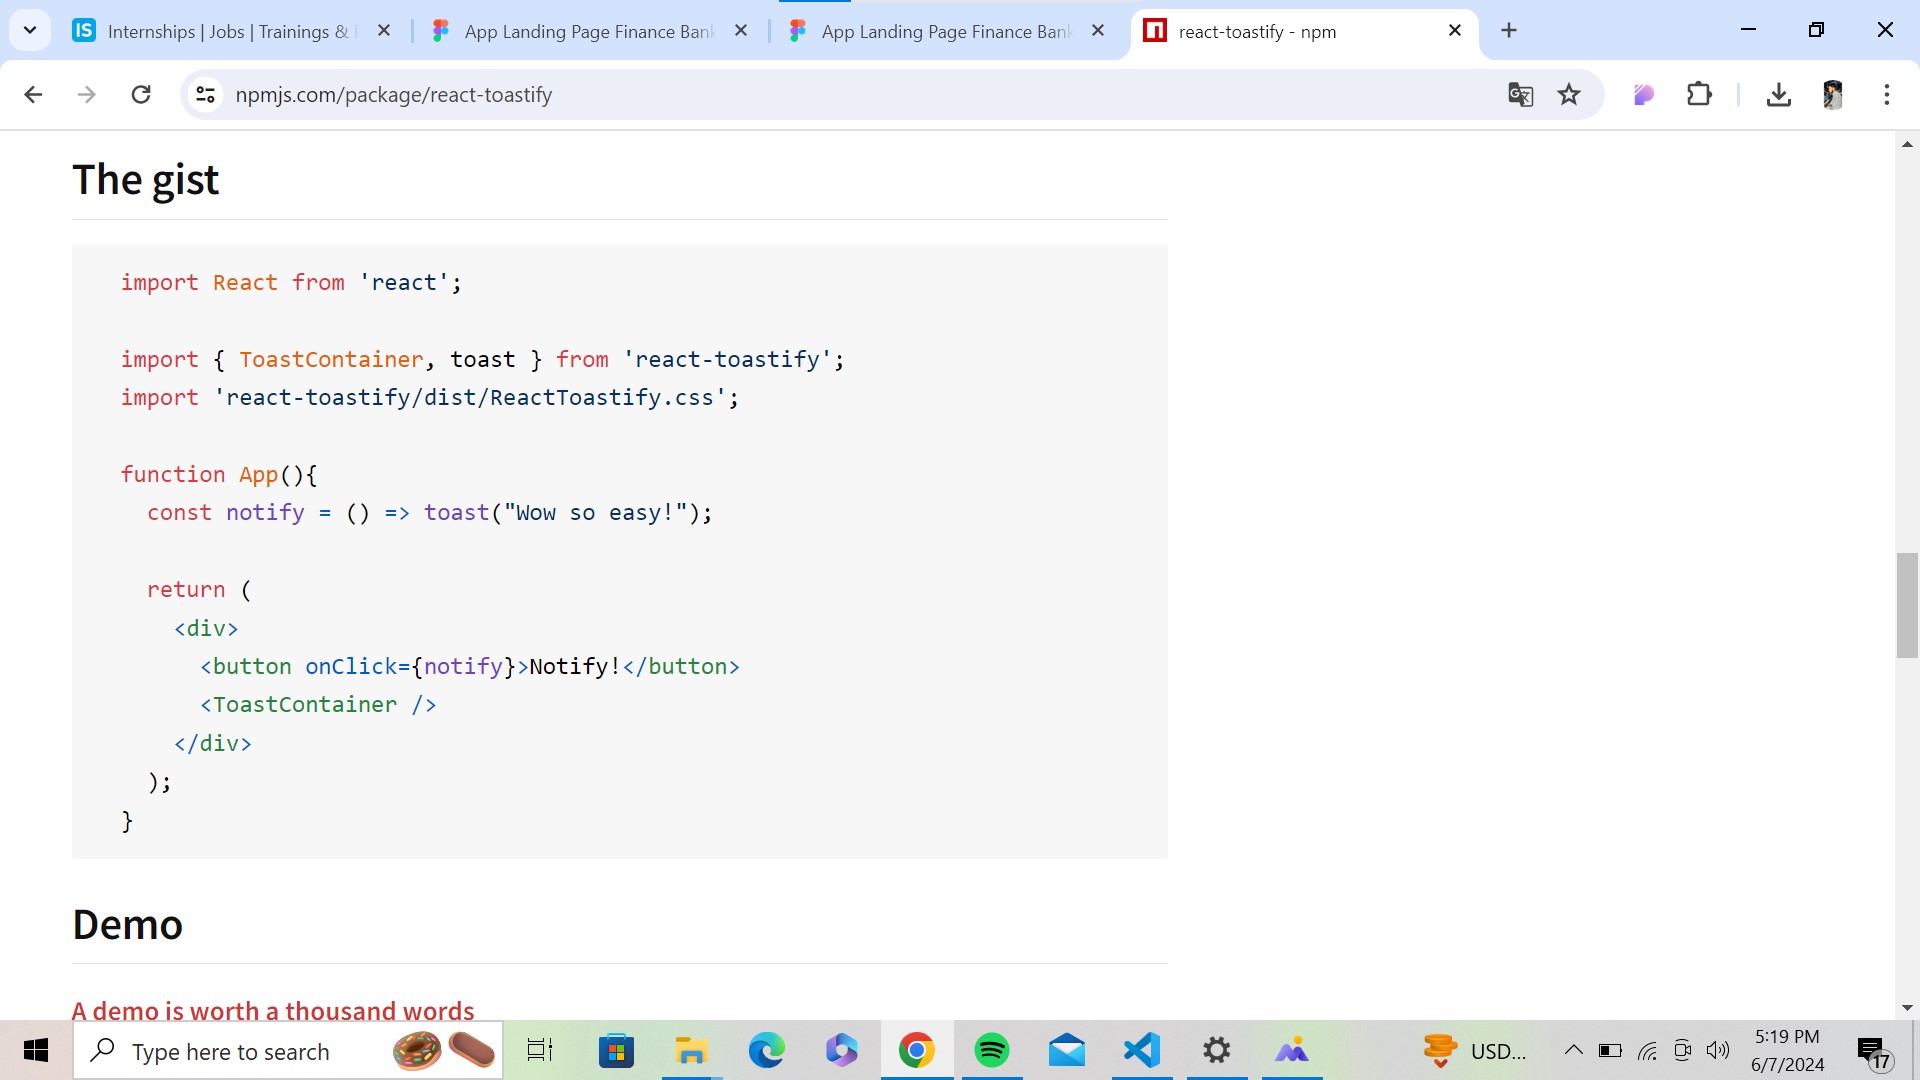 Internships | Jobs | Trainings &
App Landing Page Finance Bank
App Landing Page Finance Bank
react-toastify - npm
npmjs.com/package/react-toastify
The gist
import React from 'react';
import { ToastContainer, toast } from 'react-toastify';
import 'react-toastify/dist/ReactToastify.css';
function App(){
const notify = () => toast("Wow so easy!");
return (
<div>
<button onClick={notify}>Notify!</button>
<ToastContainer />
</div>
);
}
Demo
A demo is worth a thousand words
Type here to search
USD...
5:19 PM
6/7/2024
17